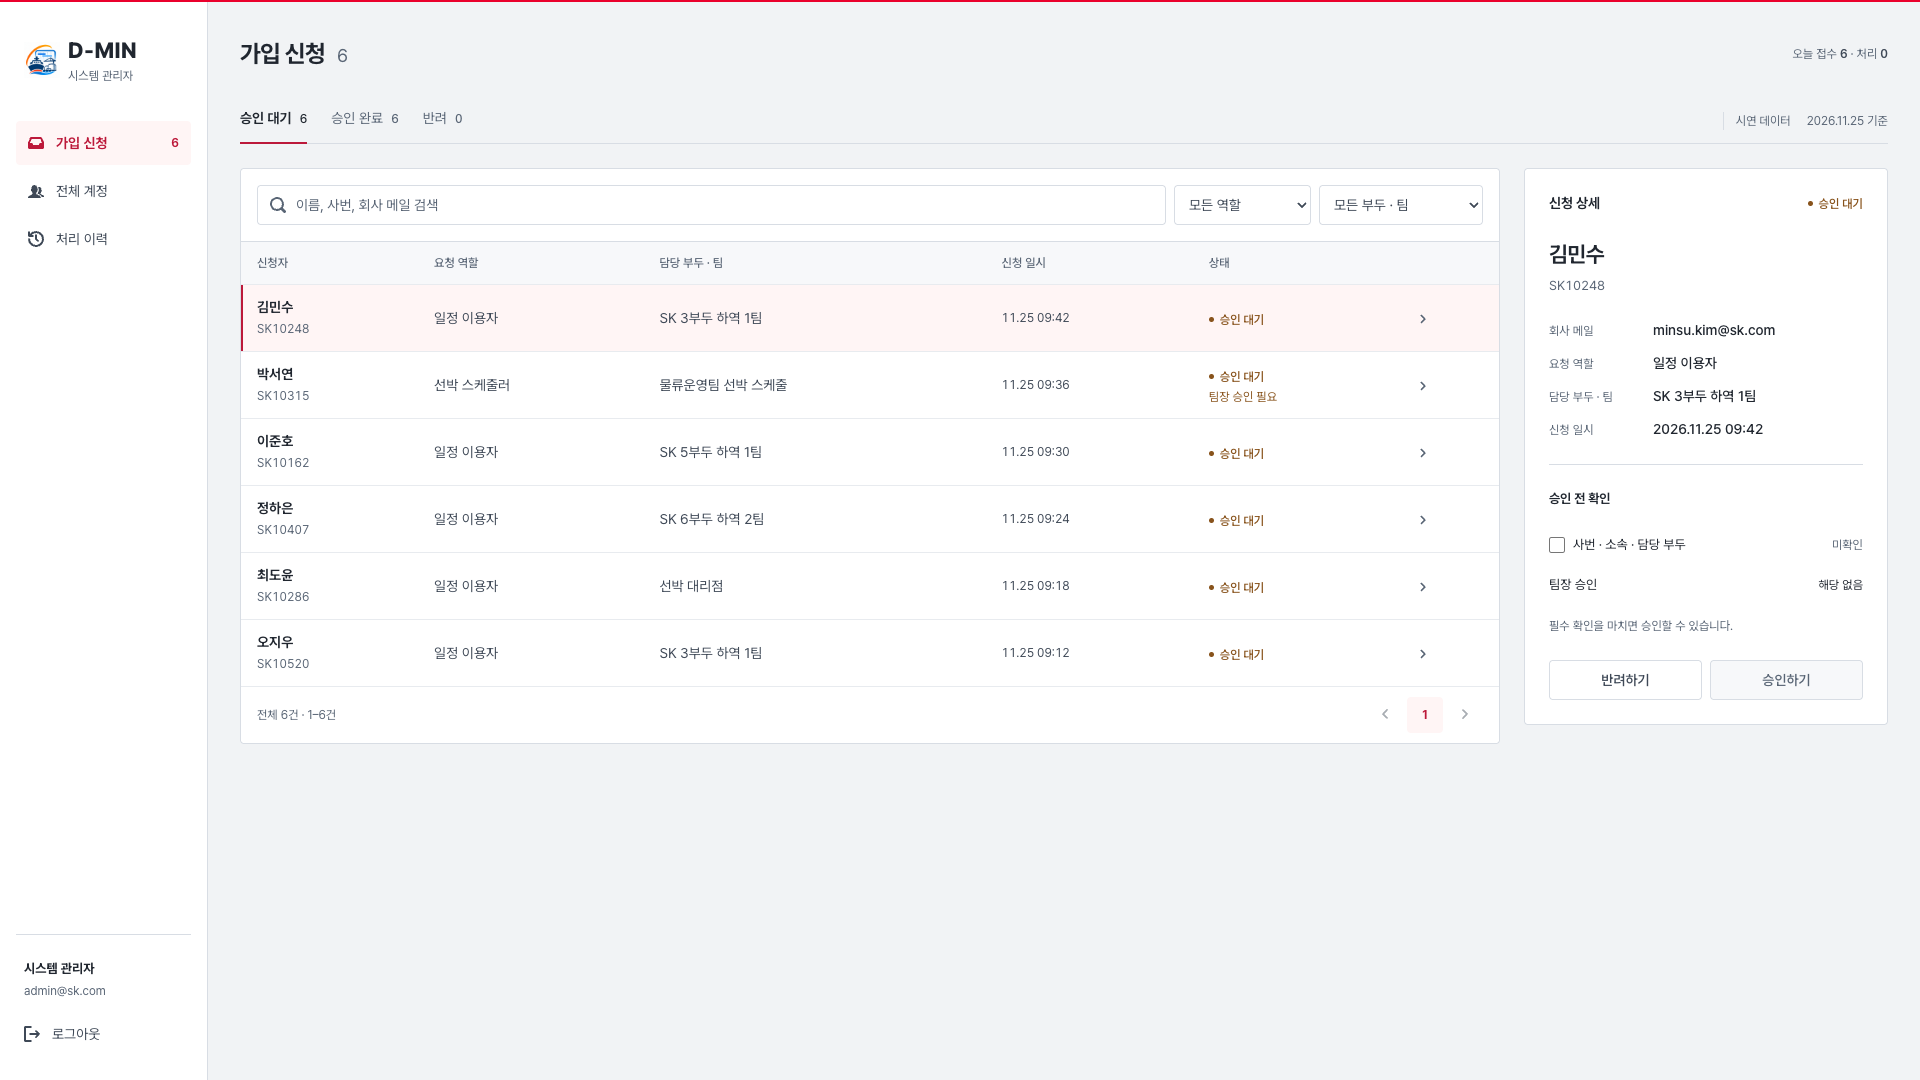 D-MIN
시스템 관리자
가입 신청 6
전체 계정
처리 이력
시스템 관리자
admin@sk.com
로그아웃
가입 신청 6
오늘 접수 6 · 처리 0
승인 대기 6 승인 완료 6 반려 0
시연 데이터 2026.11.25 기준
이름, 사번, 회사 메일 검색 모든 역할 모든 부두 · 팀
신청자 요청 역할 담당 부두 · 팀 신청 일시 상태
김민수
SK10248
일정 이용자 SK 3부두 하역 1팀 11.25 09:42 승인 대기
박서연
SK10315
선박 스케줄러 물류운영팀 선박 스케줄 11.25 09:36 승인 대기
팀장 승인 필요
이준호
SK10162
일정 이용자 SK 5부두 하역 1팀 11.25 09:30 승인 대기
정하은
SK10407
일정 이용자 SK 6부두 하역 2팀 11.25 09:24 승인 대기
최도윤
SK10286
일정 이용자 선박 대리점 11.25 09:18 승인 대기
오지우
SK10520
일정 이용자 SK 3부두 하역 1팀 11.25 09:12 승인 대기
전체 6건 · 1–6건
1
신청 상세 승인 대기
김민수
SK10248
회사 메일 minsu.kim@sk.com
요청 역할 일정 이용자
담당 부두 · 팀 SK 3부두 하역 1팀
신청 일시 2026.11.25 09:42
승인 전 확인
사번 · 소속 · 담당 부두 미확인
팀장 승인 해당 없음
필수 확인을 마치면 승인할 수 있습니다.
반려하기 승인하기